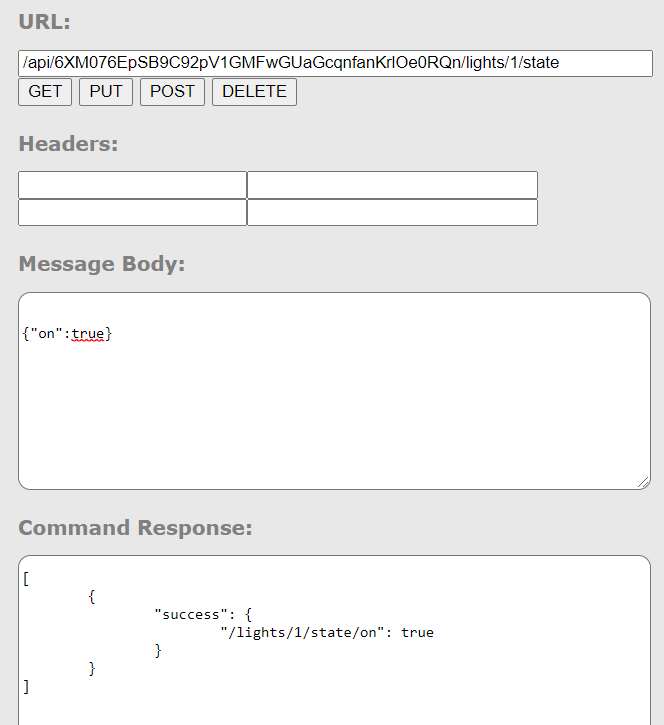 URL:
/api/6XM076EpSB9C92pV1GMFwGUaGcqnfanKrlOe0RQn/lights/1/state
GET PUT POST DELETE
Headers:
Message Body:
{"on":true}
Command Response:
[
{
"success": {
"/lights/1/state/on": true
}
}
]